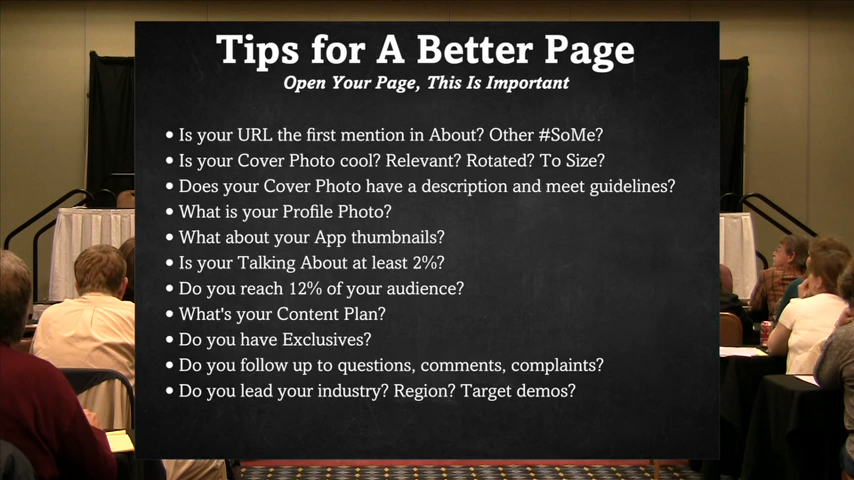 Tips for A Better Page
Open Your Page, This Is Important
• Is your URL the first mention in About? Other #SoMe?
• Is your Cover Photo cool? Relevant? Rotated? To Size?
• Does your Cover Photo have a description and meet guidelines?
• What is your Profile Photo?
• What about your App thumbnails?
• Is your Talking About at least 2%?
• Do you reach 12% of your audience?
• What's your Content Plan?
• Do you have Exclusives?
• Do you follow up to questions, comments, complaints?
• Do you lead your industry? Region? Target demos?